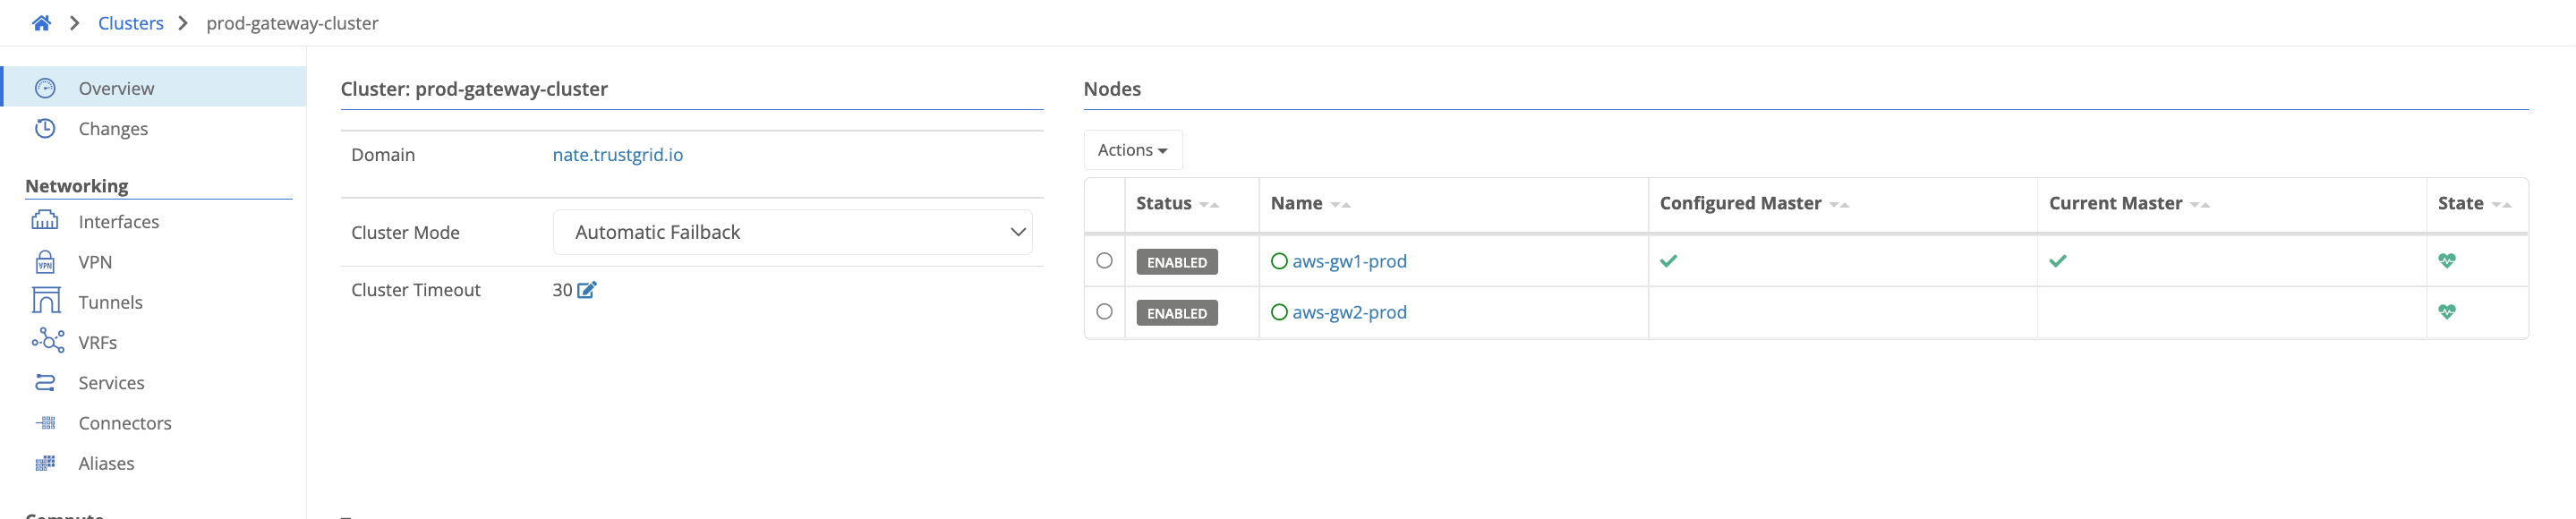 Clusters prod-gateway-cluster
Overview
Changes
Networking
Interfaces
VPN
VPN
Tunnels
VRFs
Services
Connectors
Aliases
Cluster: prod-gateway-cluster
Domain nate.trustgrid.io
Cluster Mode Automatic Failback
Cluster Timeout 30
Nodes
Actions
Status Name Configured Master Current Master State
ENABLED aws-gw1-prod
ENABLED aws-gw2-prod